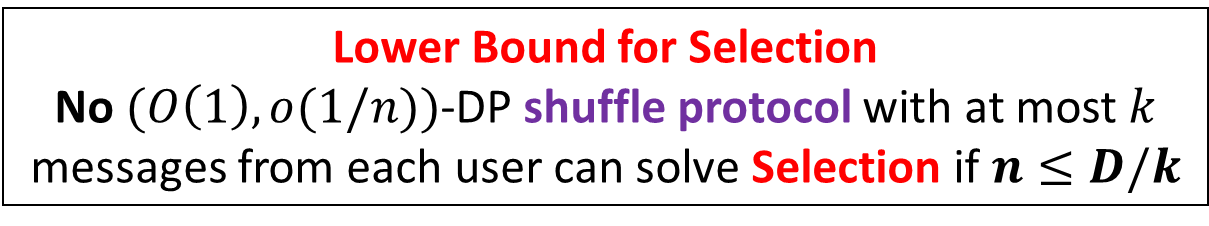 Lower Bound for Selection
No (O(1), o(1/n))-DP shuffle protocol with at most k
messages from each user can solve Selection if n ≤ D/k